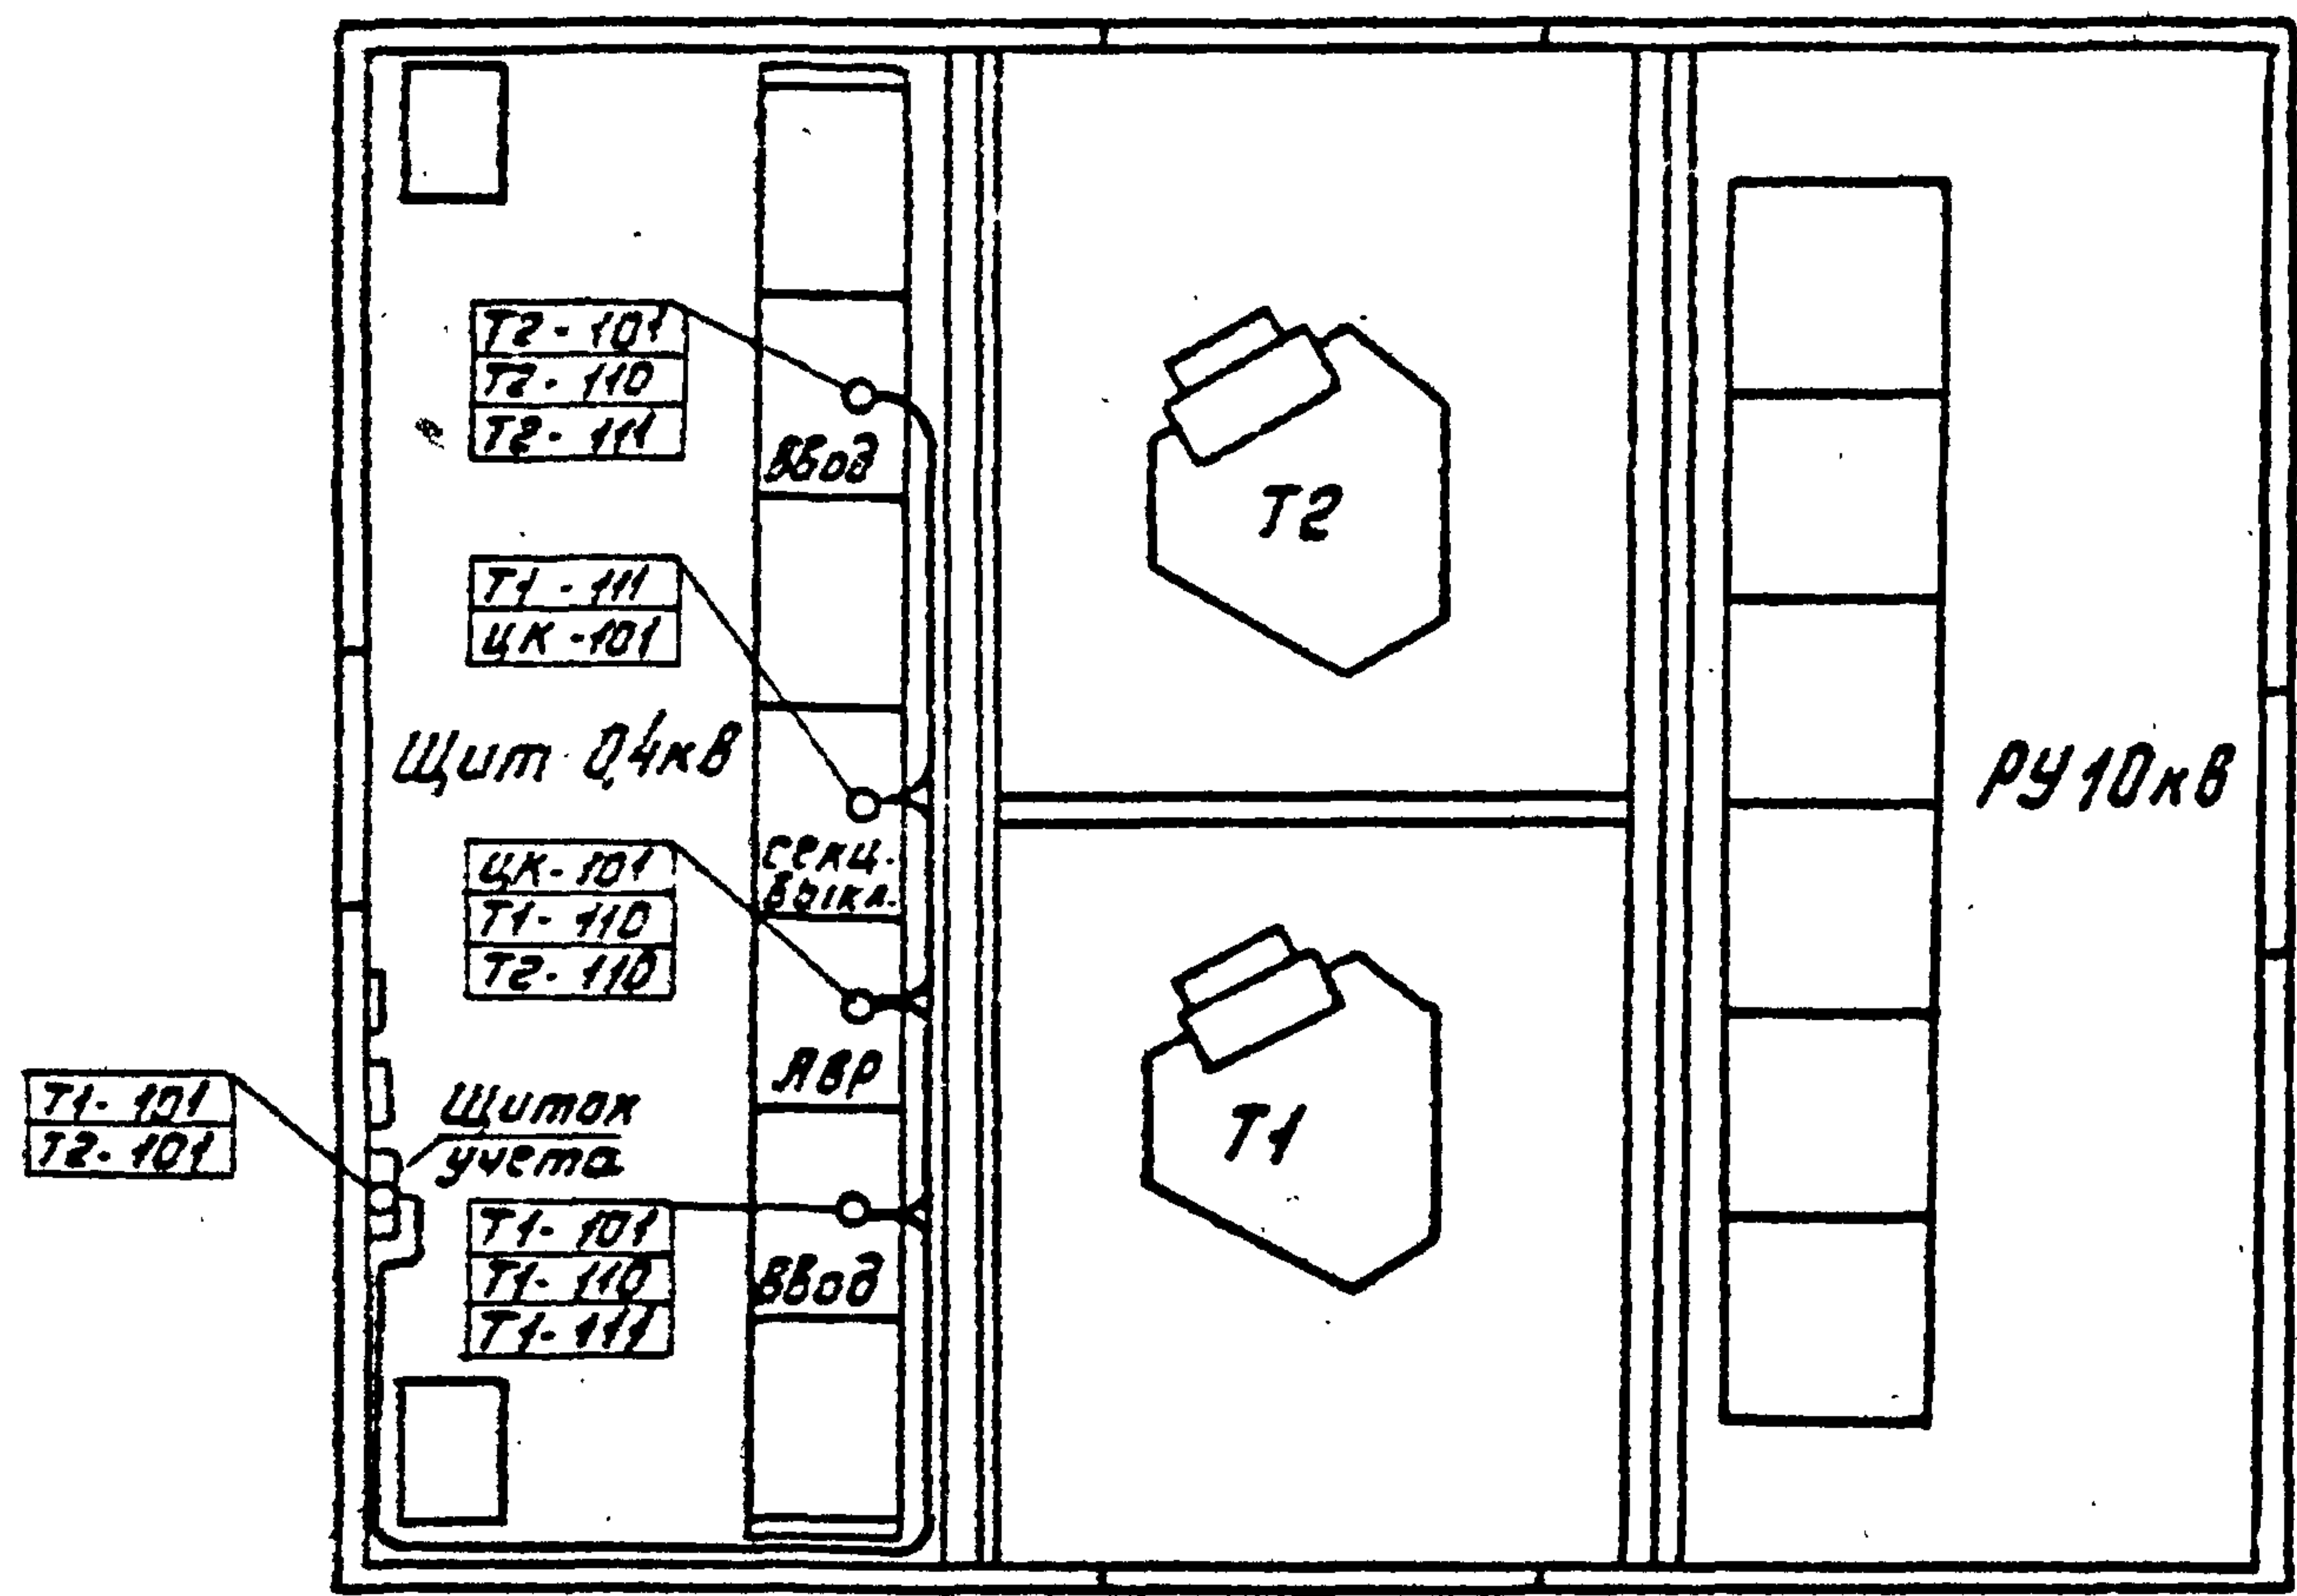 Т2-101
Т2-110
Т2-111
Ввод
Т2
Т1-111
ЦК-101
Щит 0,4кВ
РУ 10кВ
секц.
выкл.
ЦК-101
Т1-110
Т2-110
АВР
Т1-101
Т2-101
Щиток
учета
Т1
Т1-101
Т1-110
Т1-111
Ввод